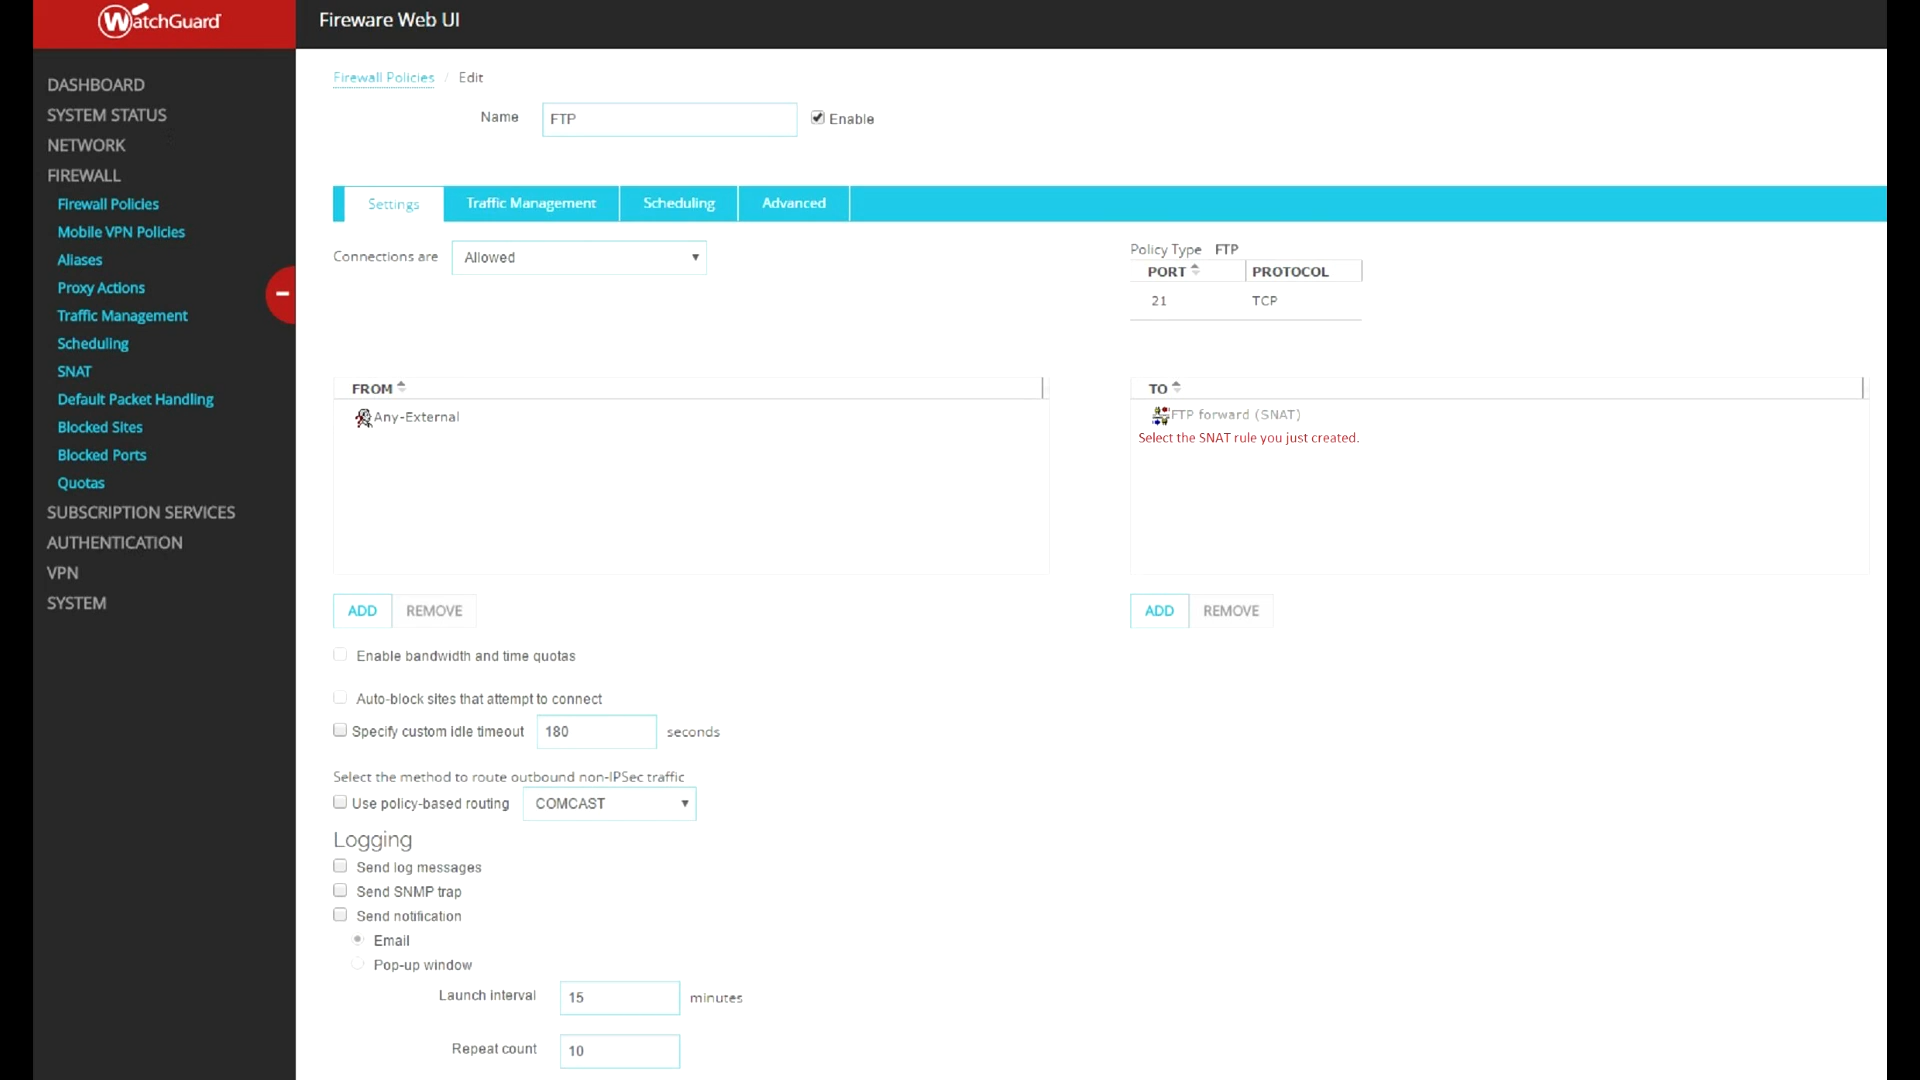 WatchGuard
Fireware Web UI
DASHBOARD
SYSTEM STATUS
NETWORK
FIREWALL
Firewall Policies
Mobile VPN Policies
Aliases
Proxy Actions
Traffic Management
Scheduling
SNAT
Default Packet Handling
Blocked Sites
Blocked Ports
Quotas
SUBSCRIPTION SERVICES
AUTHENTICATION
VPN
SYSTEM
Firewall Policies / Edit
Name FTP Enable
Settings Traffic Management Scheduling Advanced
Connections are Allowed
Policy Type FTP
PORT PROTOCOL
21 TCP
FROM
Any-External
ADD REMOVE
TO
FTP forward (SNAT)
Select the SNAT rule you just created.
ADD REMOVE
Enable bandwidth and time quotas
Auto-block sites that attempt to connect
Specify custom idle timeout 180 seconds
Select the method to route outbound non-IPSec traffic
Use policy-based routing COMCAST
Logging
Send log messages
Send SNMP trap
Send notification
Email
Pop-up window
Launch interval 15 minutes
Repeat count 10